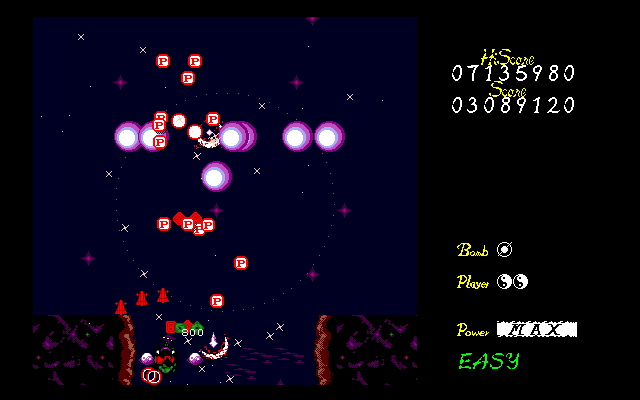 HiScore
07135980
Score
03089120
P P
P
P P
P
P
P P P
P
P
Bomb
Player
800
Power MAX
EASY